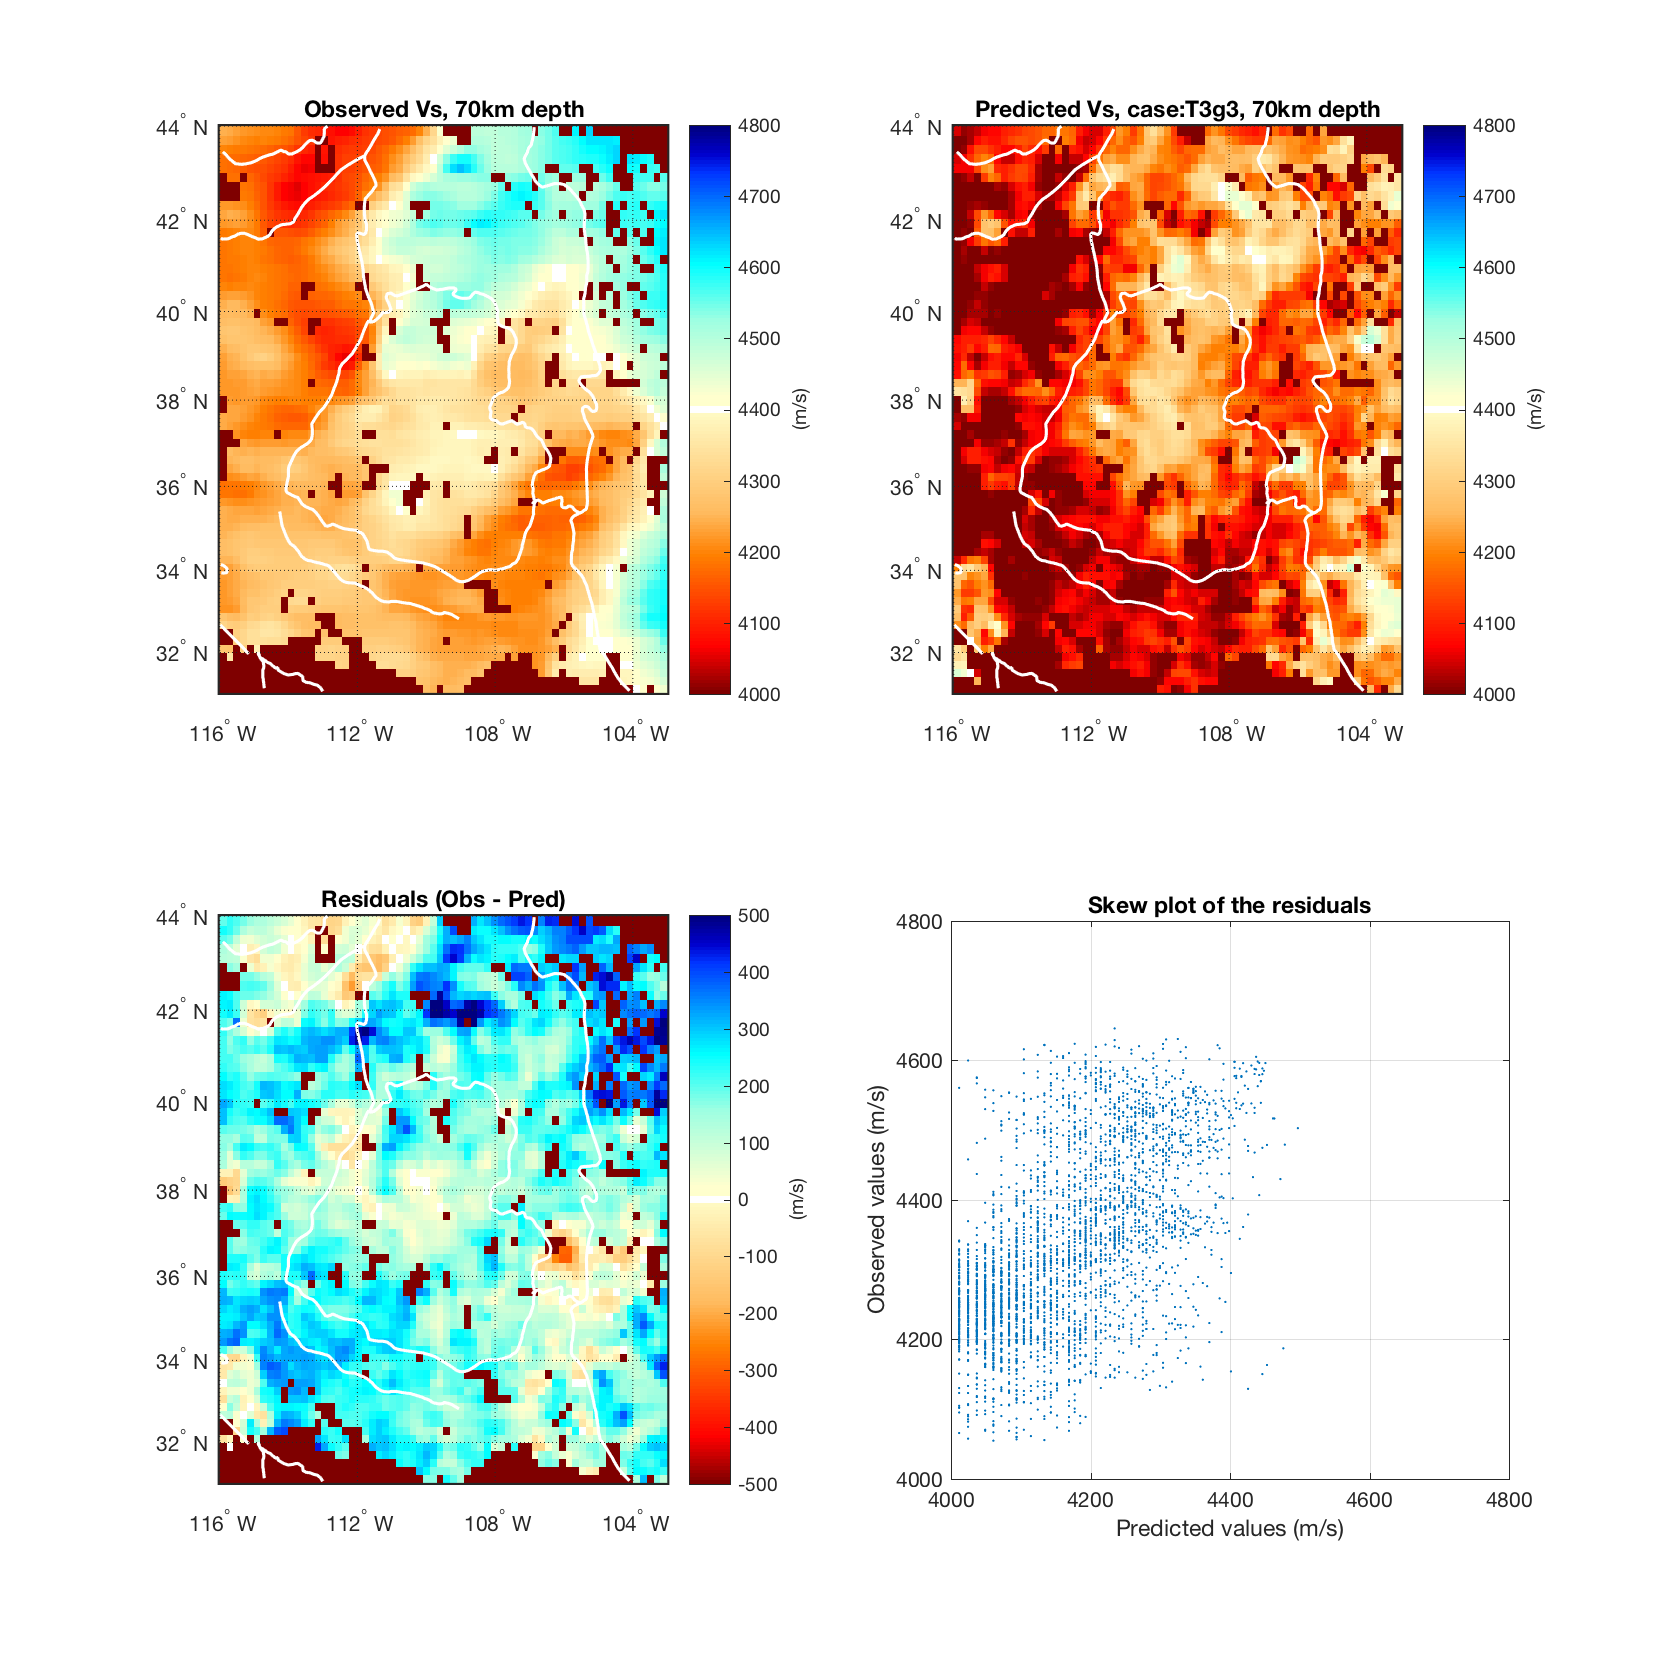 Observed Vs, 70km depth
44° N
42° N
40° N
38° N
36° N
34° N
32° N
116° W
112° W
108° W
104° W
4800
4700
4600
4500
4400
4300
4200
4100
4000
(m/s)
Predicted Vs, case:T3g3, 70km depth
44° N
42° N
40° N
38° N
36° N
34° N
32° N
116° W
112° W
108° W
104° W
4800
4700
4600
4500
4400
4300
4200
4100
4000
(m/s)
Residuals (Obs - Pred)
44° N
42° N
40° N
38° N
36° N
34° N
32° N
116° W
112° W
108° W
104° W
500
400
300
200
100
0
-100
-200
-300
-400
-500
(m/s)
Skew plot of the residuals
4800
4600
4400
4200
4000
Observed values (m/s)
4000
4200
4400
4600
4800
Predicted values (m/s)